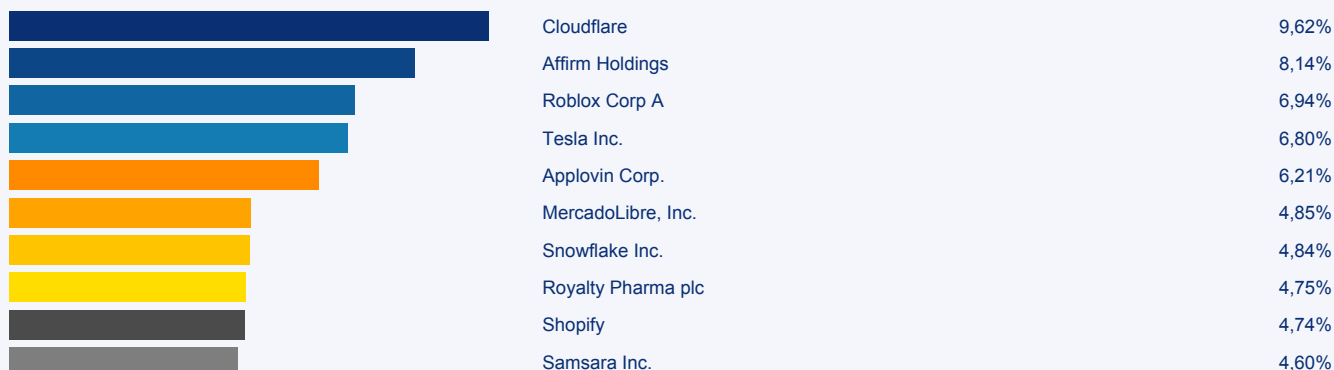 Cloudflare 9,62%
Affirm Holdings 8,14%
Roblox Corp A 6,94%
Tesla Inc. 6,80%
Applovin Corp. 6,21%
MercadoLibre, Inc. 4,85%
Snowflake Inc. 4,84%
Royalty Pharma plc 4,75%
Shopify 4,74%
Samsara Inc. 4,60%